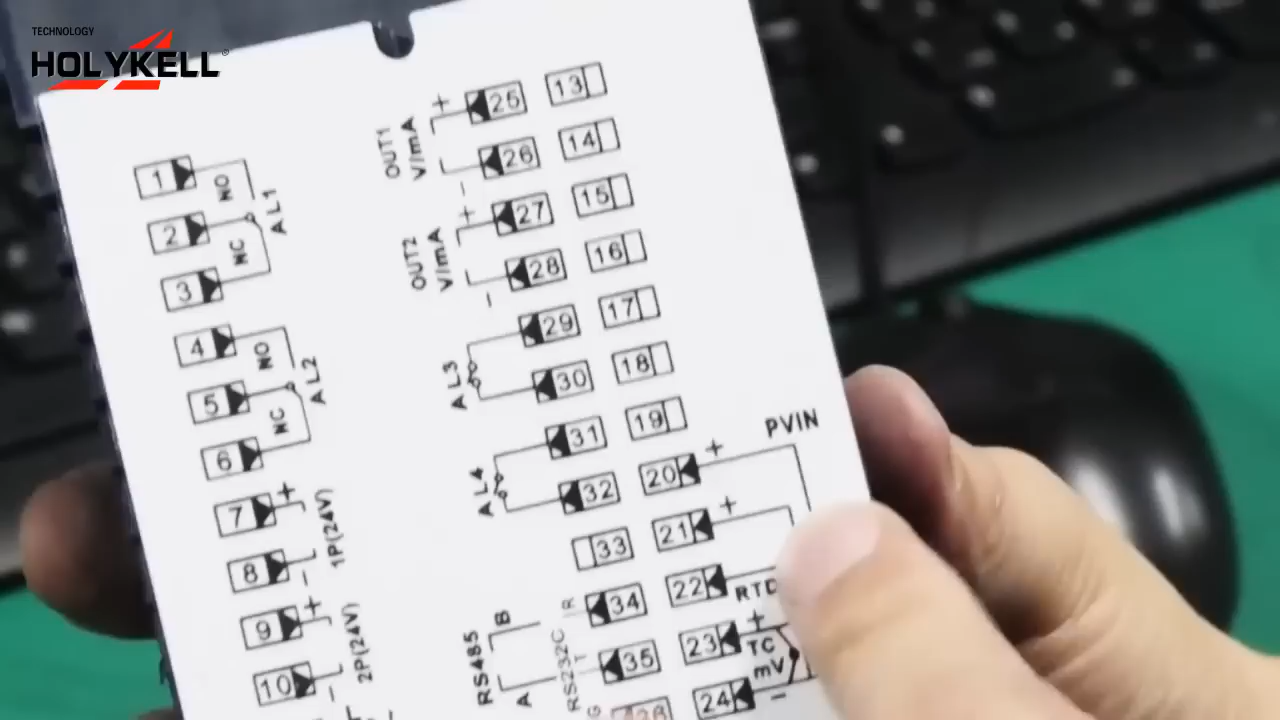 TECHNOLOGY
HOLYKELL®
1
2
3
NO
NC
AL1
4
5
6
NO
NC
AL2
7
8
+
-
1P(24V)
9
10
+
-
2P(24V)
OUT1
V/mA
+
-
25
26
OUT2
V/mA
+
-
27
28
AL3
29
30
AL4
31
32
33
34
35
RS485
B
A
RS232C
R
T
G
13
14
15
16
17
18
19
20
21
22
23
24
PVIN
+
+
RTD
+
TC
mV
-